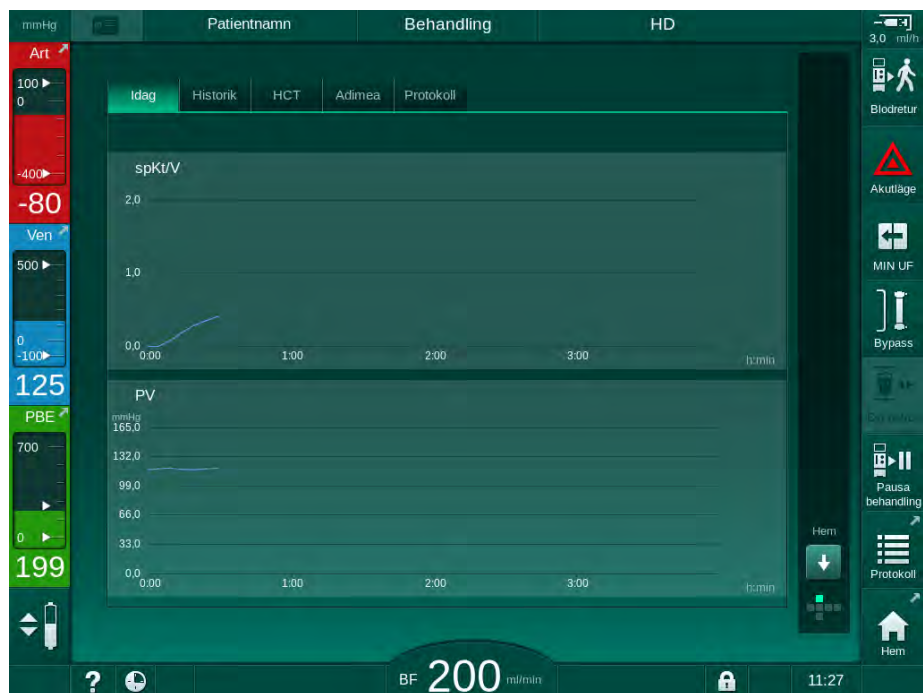 mmHg
Patientnamn
Behandling
HD
3,0 ml/h
Art
100
0
-400
-80
Ven
500
0
-100
125
PBE
700
0
199
Idag
Historik
HCT
Adimea
Protokoll
spKt/V
2,0
1,0
0,0
0:00
1:00
2:00
3:00
h:min
PV
mmHg
165,0
132,0
99,0
66,0
33,0
0,0
0:00
1:00
2:00
3:00
h:min
Hem
Blodretur
Akutläge
MIN UF
Bypass
Pausa
behandling
Protokoll
Hem
?
BF 200 ml/min
11:27